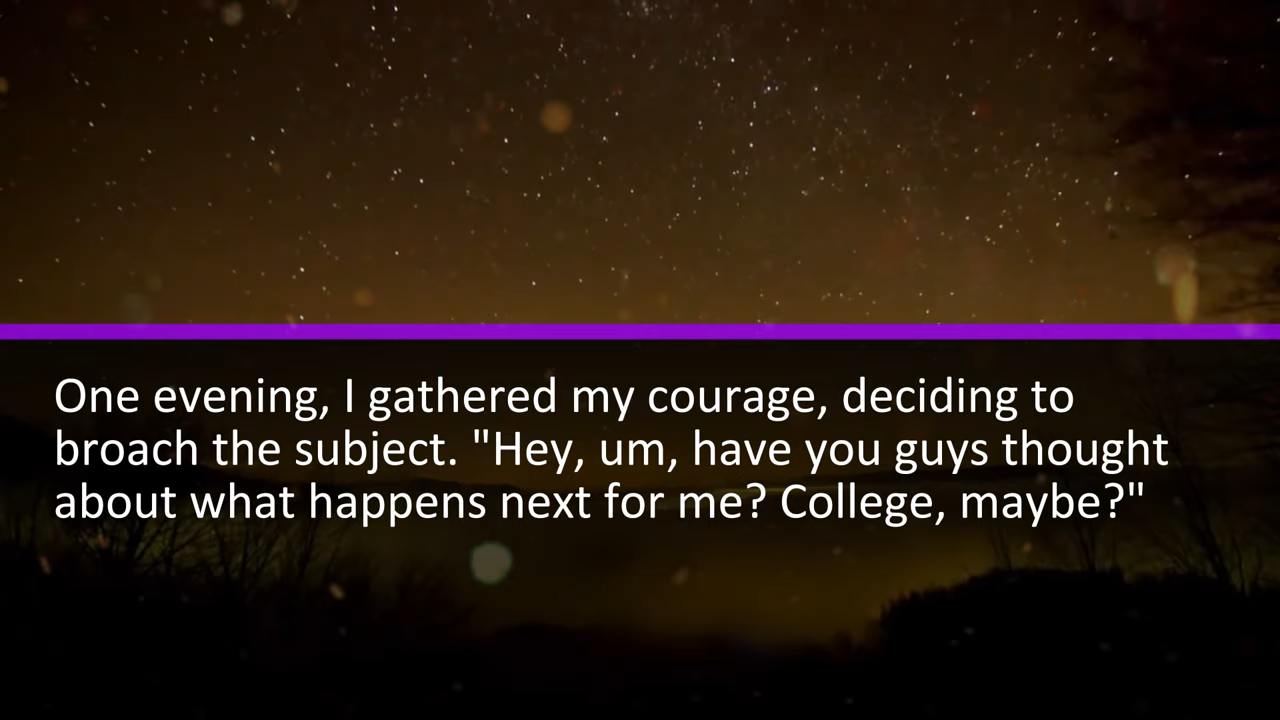 One evening, I gathered my courage, deciding to
broach the subject. "Hey, um, have you guys thought
about what happens next for me? College, maybe?"